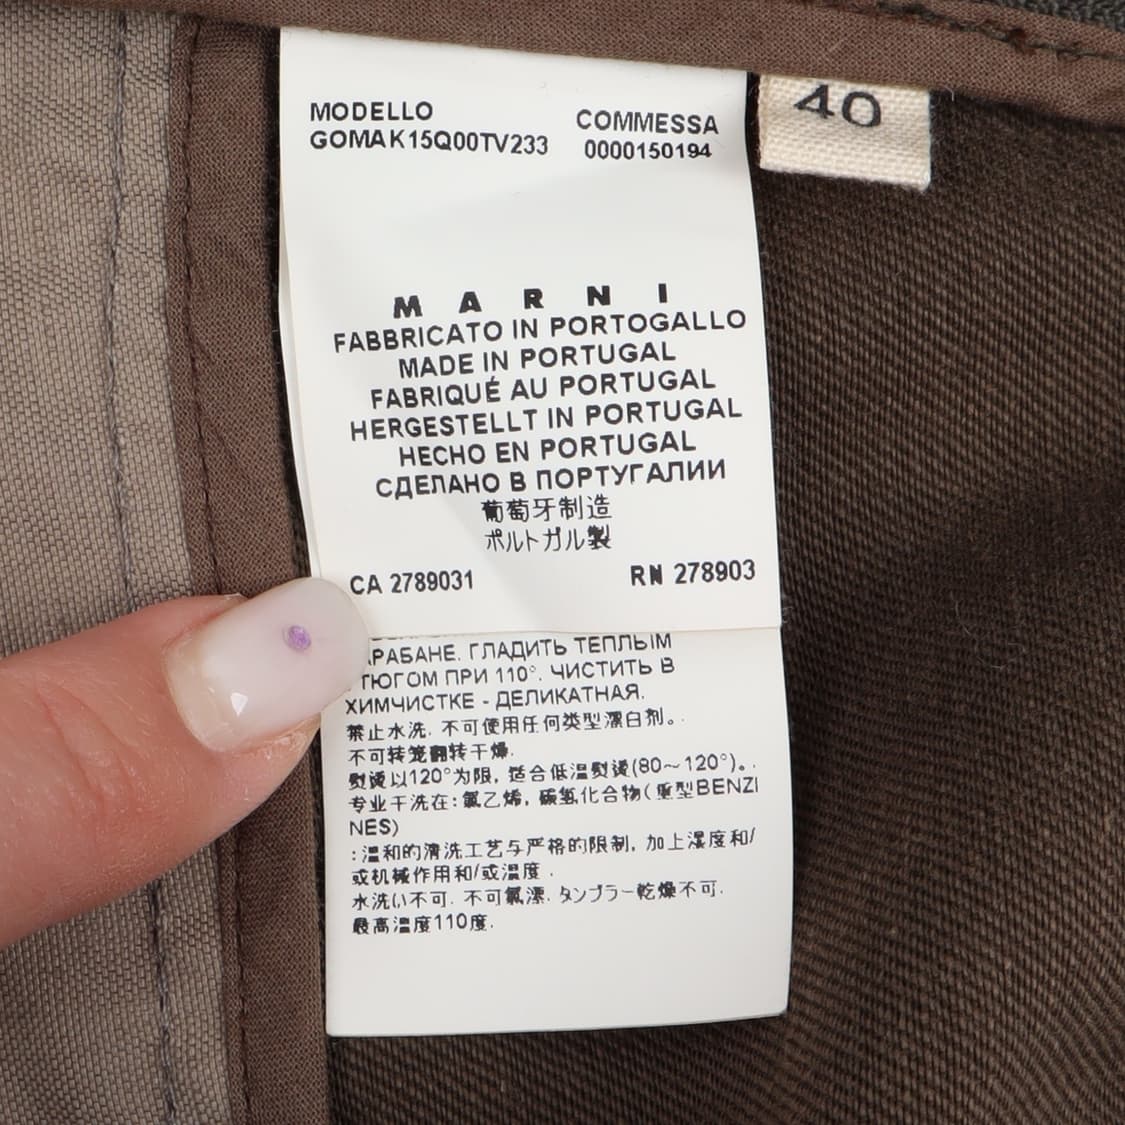 MODELLO
GOMAK15Q00TV233
COMMESSA
0000150194
40
M A R N I
FABBRICATO IN PORTOGALLO
MADE IN PORTUGAL
FABRIQUÉ AU PORTUGAL
HERGESTELLT IN PORTUGAL
HECHO EN PORTUGAL
СДЕЛАНО В ПОРТУГАЛИИ
葡萄牙制造
ポルトガル製
CA 2789031
RN 278903
РАБАНЕ. ГЛАДИТЬ ТЕПЛЫМ
ТЮГОМ ПРИ 110°. ЧИСТИТЬ В
ХИМЧИСТКЕ - ДЕЛИКАТНАЯ.
禁止水洗. 不可使用任何类型漂白剂。.
不可转笼翻转干燥.
熨烫以120°为限, 适合低温熨烫(80～120°)。.
专业干洗在: 氯乙烯, 碳氢化合物( 重型BENZI
NES)
:温和的清洗工艺与严格的限制, 加上湿度和/
或机械作用和/或温度 .
水洗い不可. 不可氯漂. タンブラー乾燥不可.
最高温度110度.